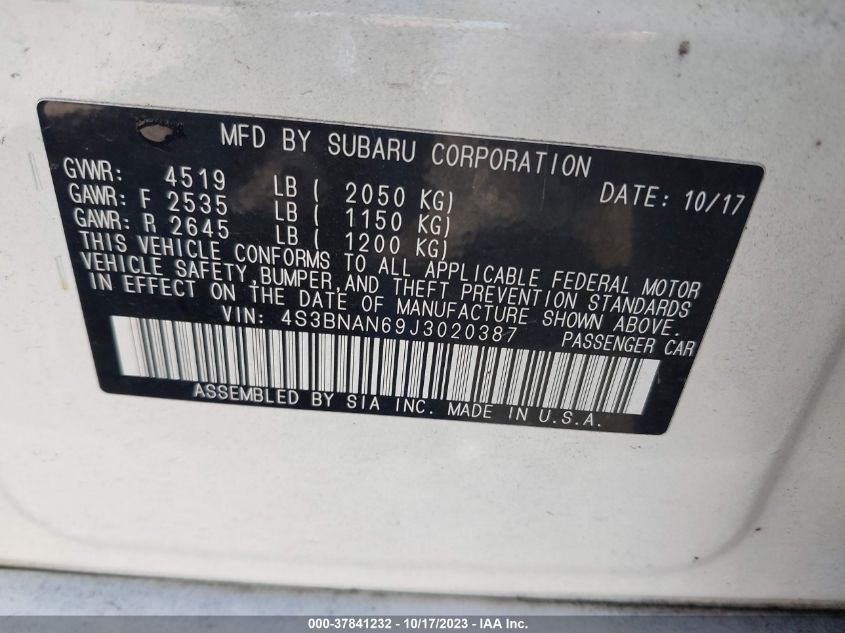 MFD BY SUBARU CORPORATION
GVWR: 4519 LB ( 2050 KG) DATE: 10/17
GAWR: F 2535 LB ( 1150 KG)
GAWR: R 2645 LB ( 1200 KG)
THIS VEHICLE CONFORMS TO ALL APPLICABLE FEDERAL MOTOR
VEHICLE SAFETY,BUMPER,AND THEFT PREVENTION STANDARDS
IN EFFECT ON THE DATE OF MANUFACTURE SHOWN ABOVE.
VIN: 4S3BNAN69J3020387 PASSENGER CAR
ASSEMBLED BY SIA INC. MADE IN U.S.A.
000-37841232 - 10/17/2023 - IAA Inc.